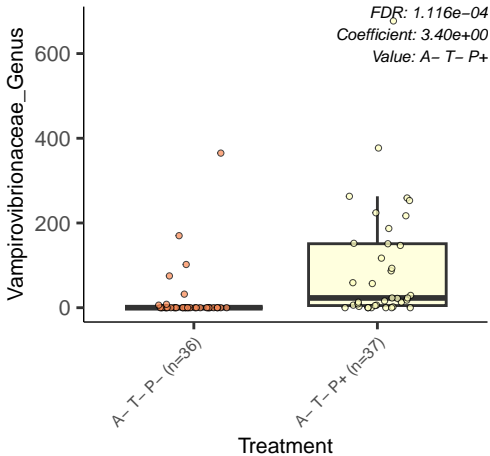 FDR: 1.116e−04
Coefficient: 3.40e+00
Value: A− T− P+
Vampirovibrionaceae_Genus
600
400
200
0
A− T− P− (n=36)
A− T− P+ (n=37)
Treatment